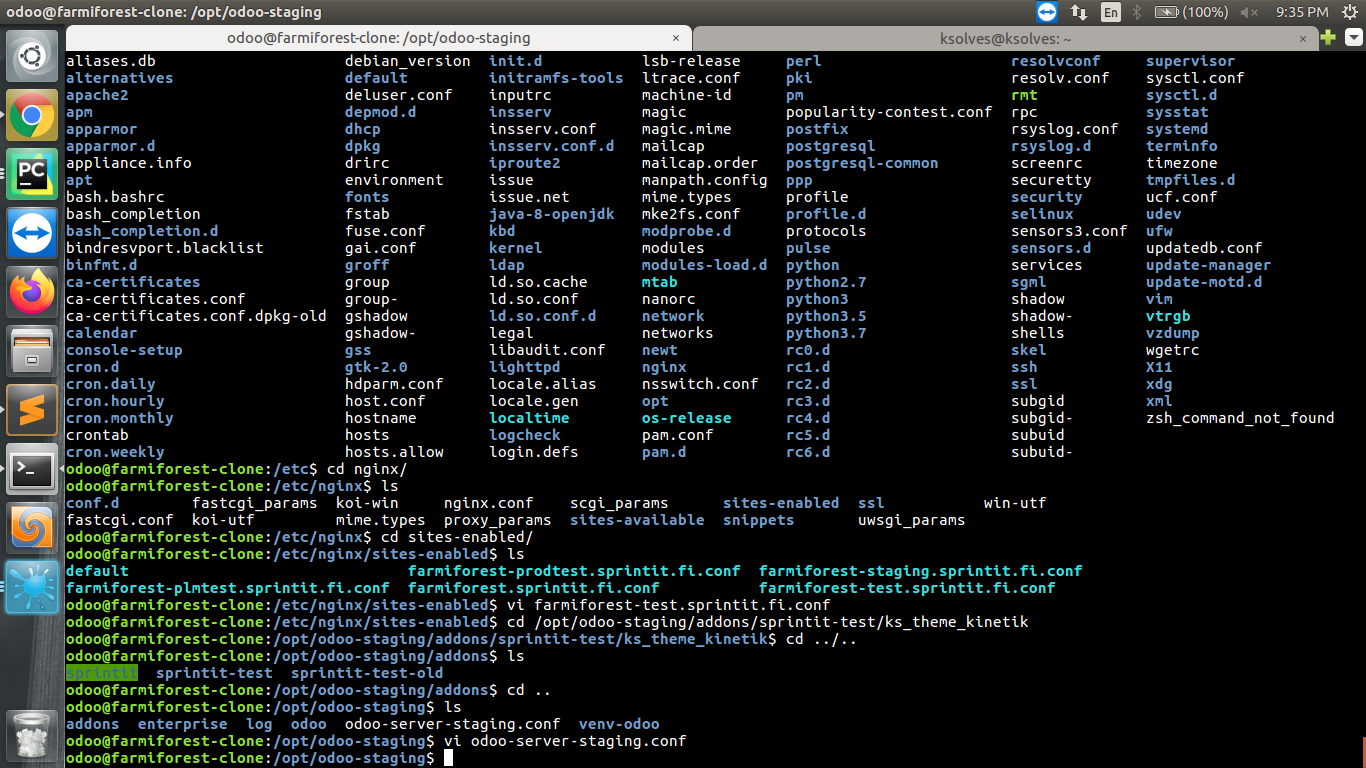 odoo@farmiforest-clone: /opt/odoo-staging En (100%) 9:35 PM
odoo@farmiforest-clone: /opt/odoo-staging × ksolves@ksolves: ~ ×
aliases.db debian_version init.d lsb-release perl resolvconf supervisor
alternatives default initramfs-tools ltrace.conf pki resolv.conf sysctl.conf
apache2 deluser.conf inputrc machine-id pm rmt sysctl.d
apm depmod.d insserv magic popularity-contest.conf rpc sysstat
apparmor dhcp insserv.conf magic.mime postfix rsyslog.conf systemd
apparmor.d dpkg insserv.conf.d mailcap postgresql rsyslog.d terminfo
appliance.info drirc iproute2 mailcap.order postgresql-common screenrc timezone
apt environment issue manpath.config ppp securetty tmpfiles.d
bash.bashrc fonts issue.net mime.types profile security ucf.conf
bash_completion fstab java-8-openjdk mke2fs.conf profile.d selinux udev
bash_completion.d fuse.conf kbd modprobe.d protocols sensors3.conf ufw
bindresvport.blacklist gai.conf kernel modules pulse sensors.d updatedb.conf
binfmt.d groff ldap modules-load.d python services update-manager
ca-certificates group ld.so.cache mtab python2.7 sgml update-motd.d
ca-certificates.conf group- ld.so.conf nanorc python3 shadow vim
ca-certificates.conf.dpkg-old gshadow ld.so.conf.d network python3.5 shadow- vtrgb
calendar gshadow- legal networks python3.7 shells vzdump
console-setup gss libaudit.conf newt rc0.d skel wgetrc
cron.d gtk-2.0 lighttpd nginx rc1.d ssh X11
cron.daily hdparm.conf locale.alias nsswitch.conf rc2.d ssl xdg
cron.hourly host.conf locale.gen opt rc3.d subgid xml
cron.monthly hostname localtime os-release rc4.d subgid- zsh_command_not_found
crontab hosts logcheck pam.conf rc5.d subuid
cron.weekly hosts.allow login.defs pam.d rc6.d subuid-
odoo@farmiforest-clone:/etc$ cd nginx/
odoo@farmiforest-clone:/etc/nginx$ ls
conf.d fastcgi_params koi-win nginx.conf scgi_params sites-enabled ssl win-utf
fastcgi.conf koi-utf mime.types proxy_params sites-available snippets uwsgi_params
odoo@farmiforest-clone:/etc/nginx$ cd sites-enabled/
odoo@farmiforest-clone:/etc/nginx/sites-enabled$ ls
default farmiforest-prodtest.sprintit.fi.conf farmiforest-staging.sprintit.fi.conf
farmiforest-plmtest.sprintit.fi.conf farmiforest.sprintit.fi.conf farmiforest-test.sprintit.fi.conf
odoo@farmiforest-clone:/etc/nginx/sites-enabled$ vi farmiforest-test.sprintit.fi.conf
odoo@farmiforest-clone:/etc/nginx/sites-enabled$ cd /opt/odoo-staging/addons/sprintit-test/ks_theme_kinetik
odoo@farmiforest-clone:/opt/odoo-staging/addons/sprintit-test/ks_theme_kinetik$ cd ../..
odoo@farmiforest-clone:/opt/odoo-staging/addons$ ls
sprintit sprintit-test sprintit-test-old
odoo@farmiforest-clone:/opt/odoo-staging/addons$ cd ..
odoo@farmiforest-clone:/opt/odoo-staging$ ls
addons enterprise log odoo odoo-server-staging.conf venv-odoo
odoo@farmiforest-clone:/opt/odoo-staging$ vi odoo-server-staging.conf
odoo@farmiforest-clone:/opt/odoo-staging$
PC